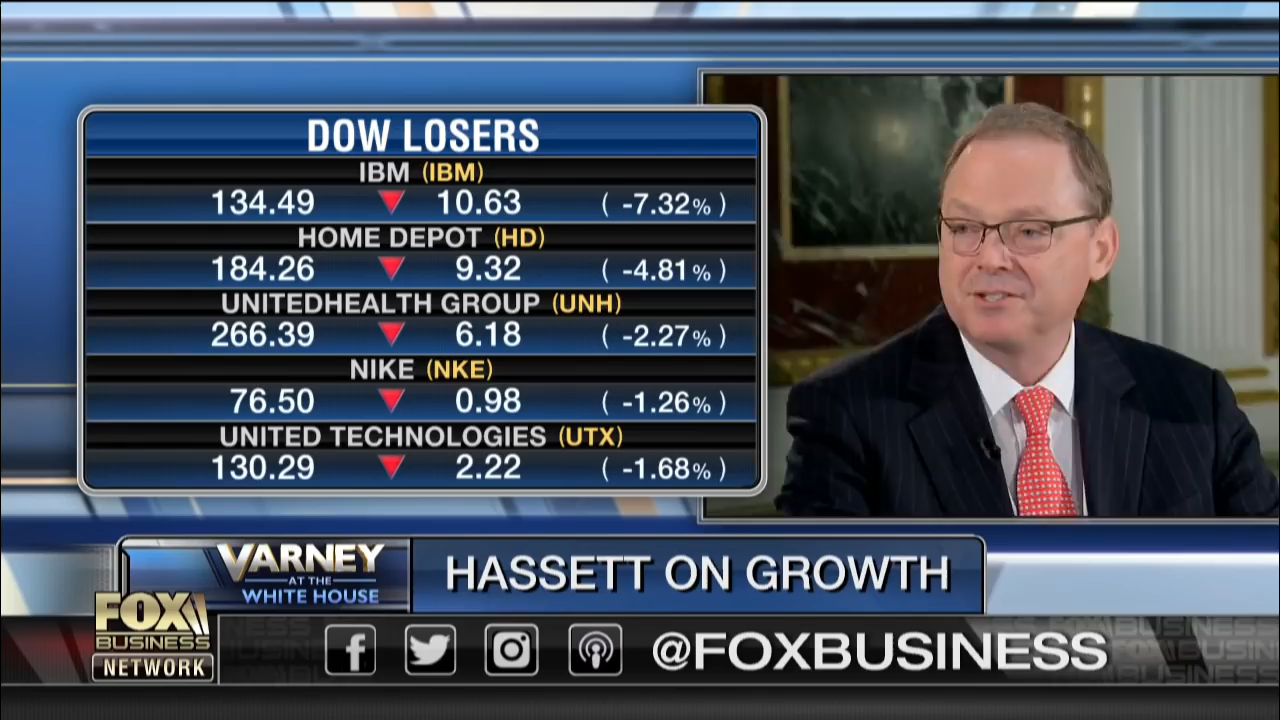 DOW LOSERS
IBM (IBM)
134.49 ▼ 10.63 ( -7.32% )
HOME DEPOT (HD)
184.26 ▼ 9.32 ( -4.81% )
UNITEDHEALTH GROUP (UNH)
266.39 ▼ 6.18 ( -2.27% )
NIKE (NKE)
76.50 ▼ 0.98 ( -1.26% )
UNITED TECHNOLOGIES (UTX)
130.29 ▼ 2.22 ( -1.68% )
VARNEY
AT THE
WHITE HOUSE
HASSETT ON GROWTH
FOX
BUSINESS
NETWORK
@FOXBUSINESS